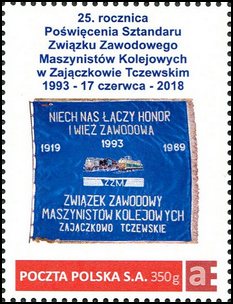 25. rocznica
Poświęcenia Sztandaru
Związku Zawodowego
Maszynistów Kolejowych
w Zajączkowie Tczewskim
1993 - 17 czerwca - 2018
NIECH NAS ŁĄCZY HONOR
I WIĘŹ ZAWODOWA
1919 1993 1989
ZZM
ZWIĄZEK ZAWODOWY
MASZYNISTÓW KOLEJOWYCH
ZAJĄCZKOWO TCZEWSKIE
POCZTA POLSKA S.A. 350g a